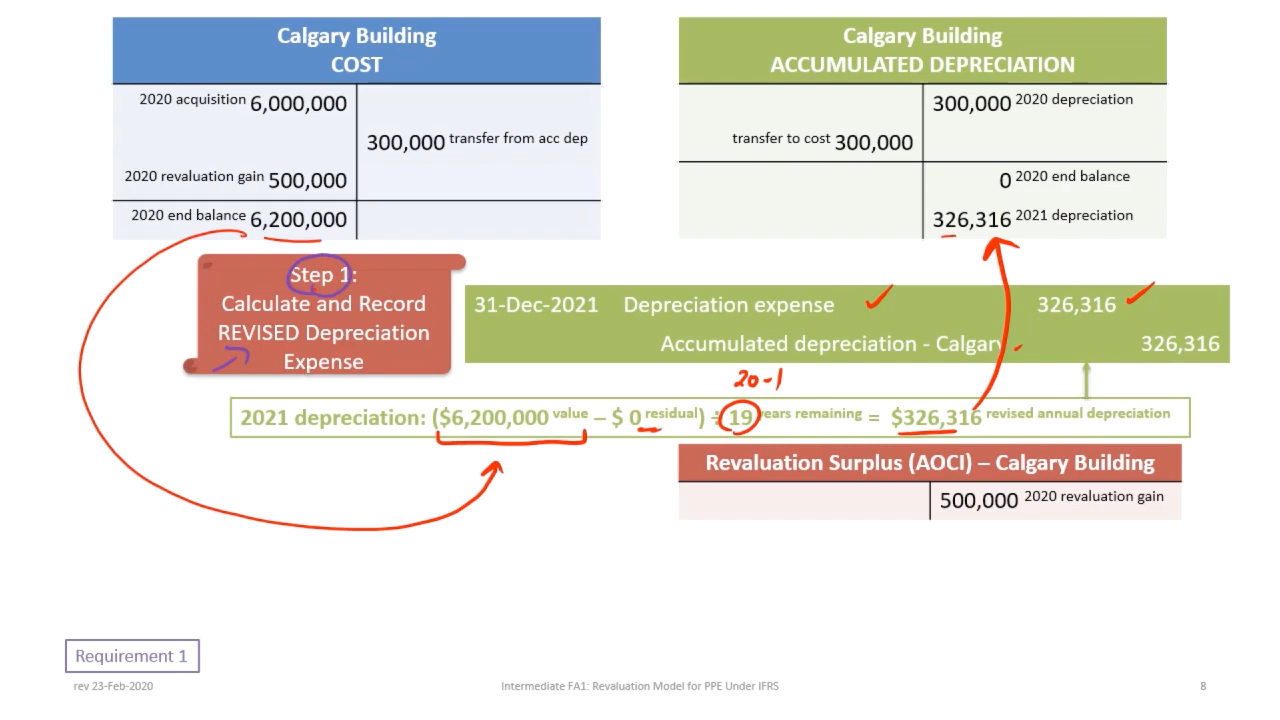 Calgary Building
COST
2020 acquisition 6,000,000
300,000 transfer from acc dep
2020 revaluation gain 500,000
2020 end balance 6,200,000
Calgary Building
ACCUMULATED DEPRECIATION
300,000 2020 depreciation
transfer to cost 300,000
0 2020 end balance
326,316 2021 depreciation
Step 1:
Calculate and Record
REVISED Depreciation
Expense
31-Dec-2021 Depreciation expense 326,316
Accumulated depreciation - Calgary 326,316
20-1
2021 depreciation: ($6,200,000 value – $ 0 residual) ÷ 19 years remaining = $326,316 revised annual depreciation
Revaluation Surplus (AOCI) – Calgary Building
500,000 2020 revaluation gain
Requirement 1
rev 23-Feb-2020
Intermediate FA1: Revaluation Model for PPE Under IFRS
8